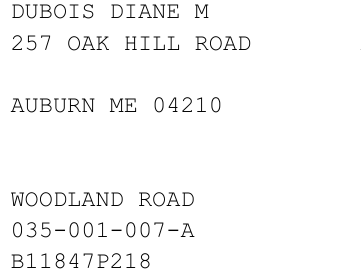 DUBOIS DIANE M
257 OAK HILL ROAD
AUBURN ME 04210
WOODLAND ROAD
035-001-007-A
B11847P218